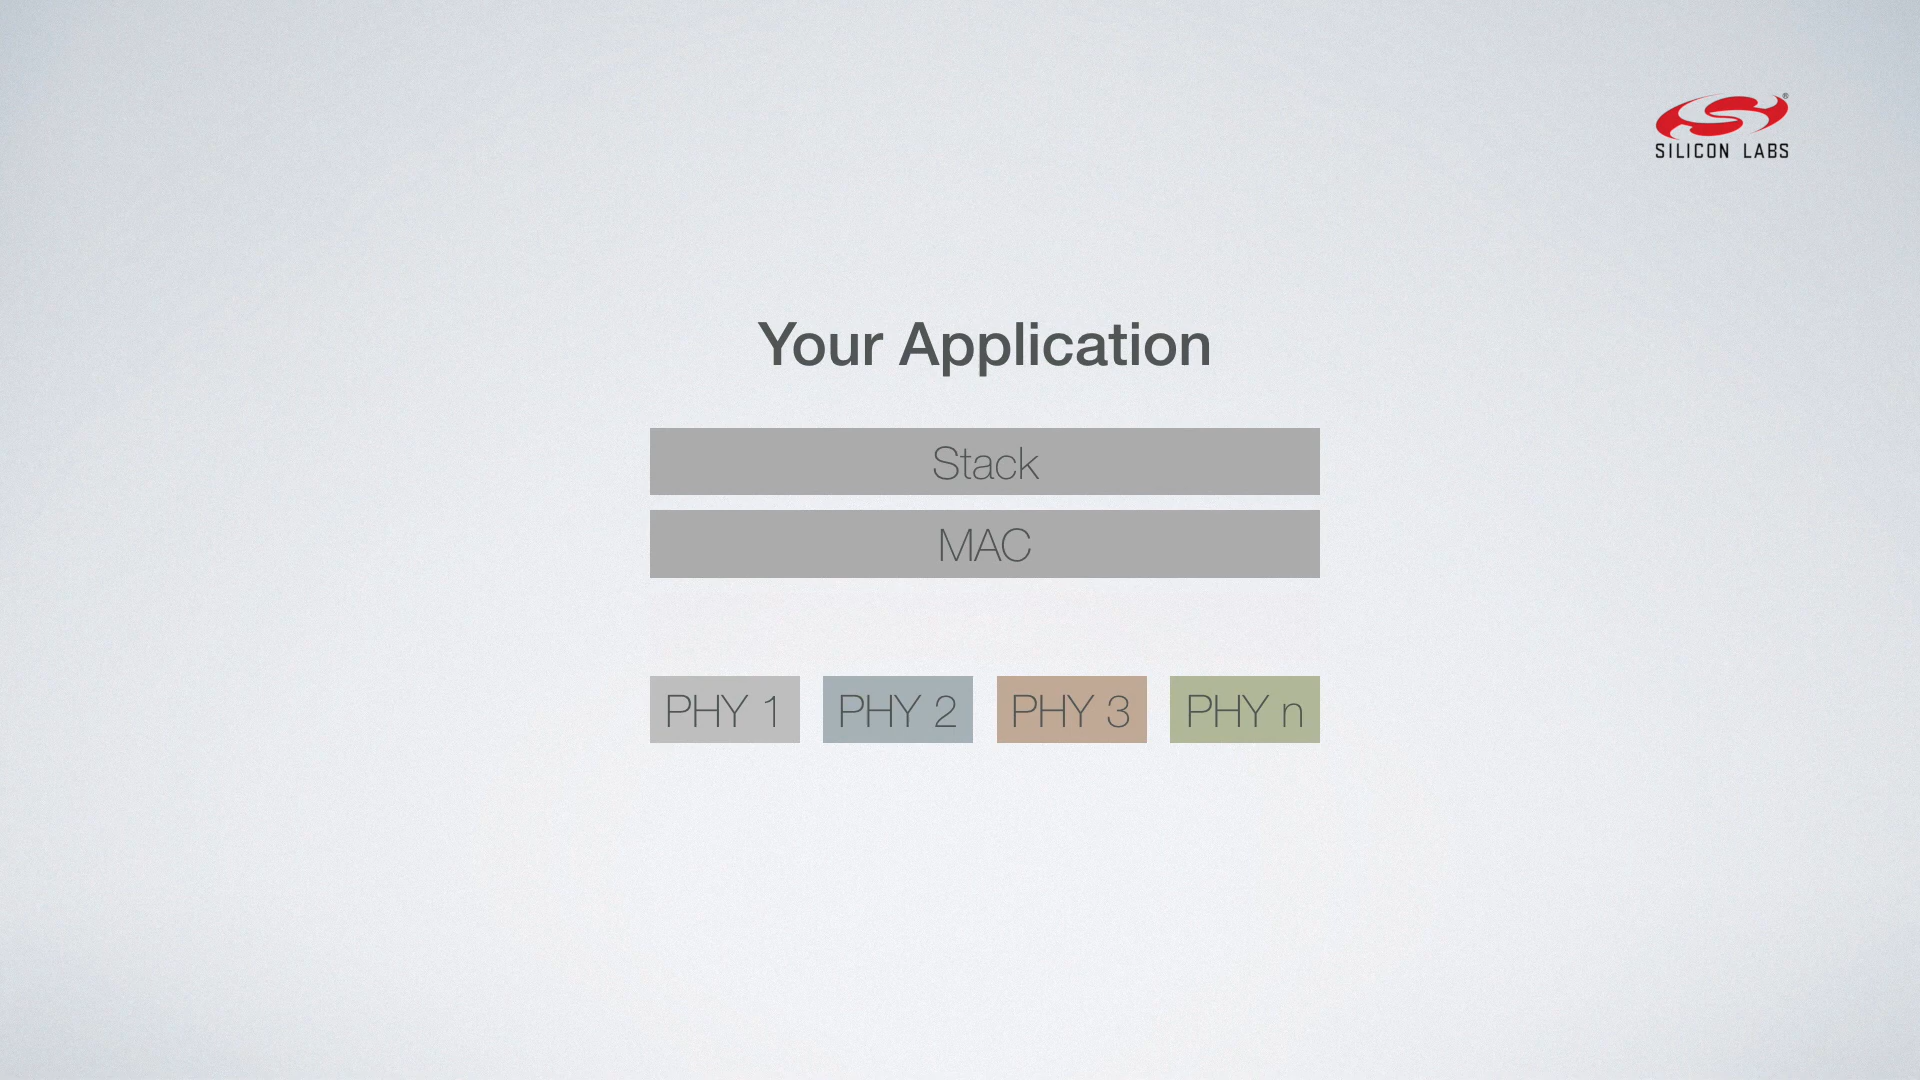 SILICON LABS
Your Application
Stack
MAC
PHY 1 PHY 2 PHY 3 PHY n